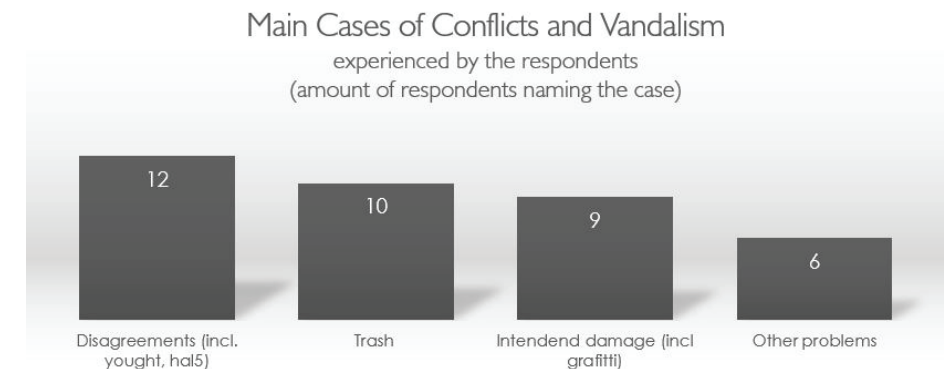 Main Cases of Conflicts and Vandalism
experienced by the respondents
(amount of respondents naming the case)
12
10
9
6
Disagreements (incl.
yought, hal5)
Trash
Intendend damage (incl
grafitti)
Other problems